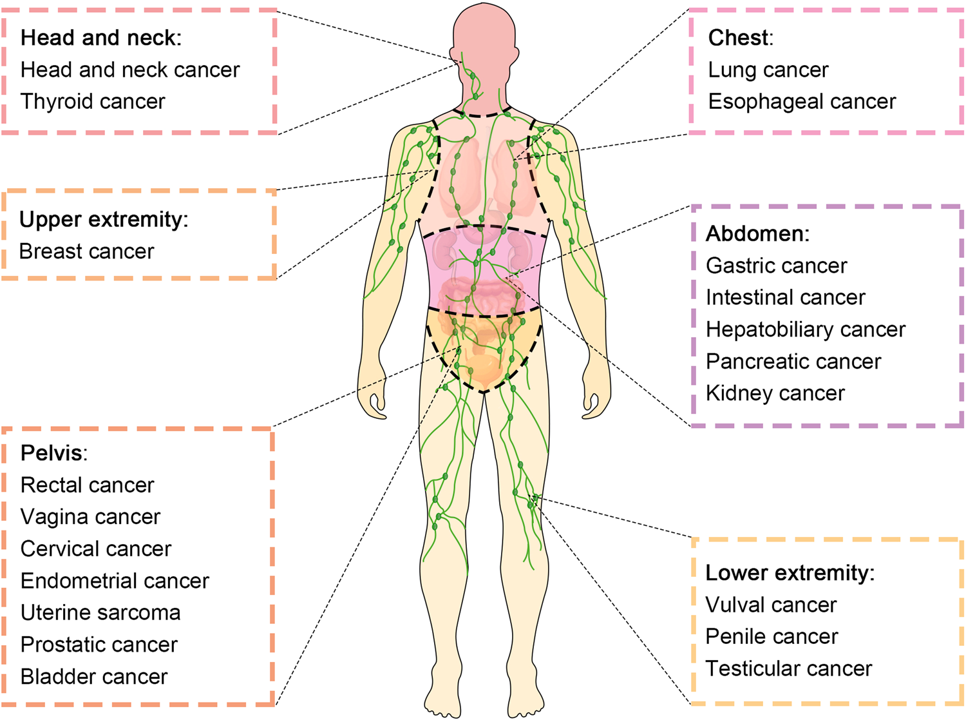 Head and neck:
Head and neck cancer
Thyroid cancer
Chest:
Lung cancer
Esophageal cancer
Upper extremity:
Breast cancer
Abdomen:
Gastric cancer
Intestinal cancer
Hepatobiliary cancer
Pancreatic cancer
Kidney cancer
Pelvis:
Rectal cancer
Vagina cancer
Cervical cancer
Endometrial cancer
Uterine sarcoma
Prostatic cancer
Bladder cancer
Lower extremity:
Vulval cancer
Penile cancer
Testicular cancer